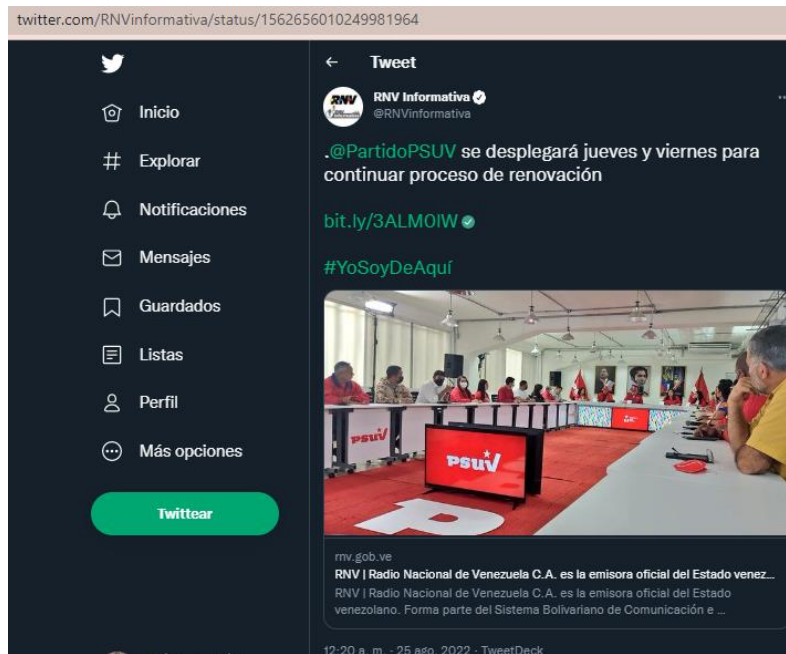 twitter.com/RNVinformativa/status/1562656010249981964
Inicio
Explorar
Notificaciones
Mensajes
Guardados
Listas
Perfil
Más opciones
Twittear
Tweet
RNV
RNV Informativa
@RNVinformativa
.@PartidoPSUV se desplegará jueves y viernes para
continuar proceso de renovación
bit.ly/3ALM0lW
#YoSoyDeAquí
PSUV
PSUV
rnv.gob.ve
RNV | Radio Nacional de Venezuela C.A. es la emisora oficial del Estado venez...
RNV | Radio Nacional de Venezuela C.A. es la emisora oficial del Estado
venezolano. Forma parte del Sistema Bolivariano de Comunicación e ...
12:20 a. m. · 25 ago. 2022 · TweetDeck